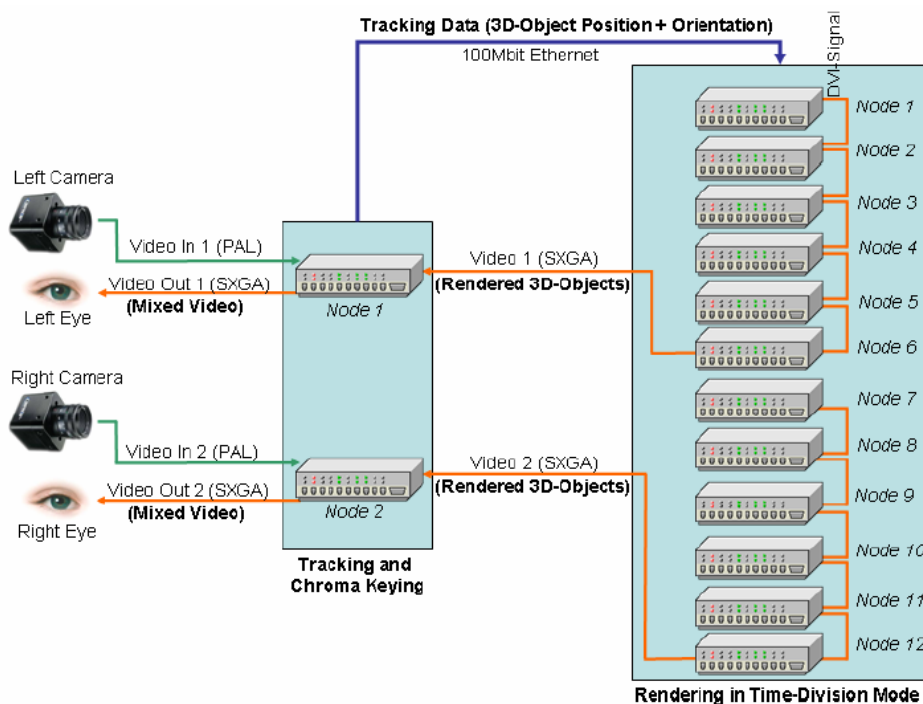 Tracking Data (3D-Object Position + Orientation)
100Mbit Ethernet
DVI-Signal
Node 1
Node 2
Node 3
Node 4
Node 5
Node 6
Node 7
Node 8
Node 9
Node 10
Node 11
Node 12
Left Camera
Video In 1 (PAL)
Video Out 1 (SXGA)
(Mixed Video)
Left Eye
Node 1
Video 1 (SXGA)
(Rendered 3D-Objects)
Right Camera
Video In 2 (PAL)
Video Out 2 (SXGA)
(Mixed Video)
Right Eye
Node 2
Video 2 (SXGA)
(Rendered 3D-Objects)
Tracking and
Chroma Keying
Rendering in Time-Division Mode